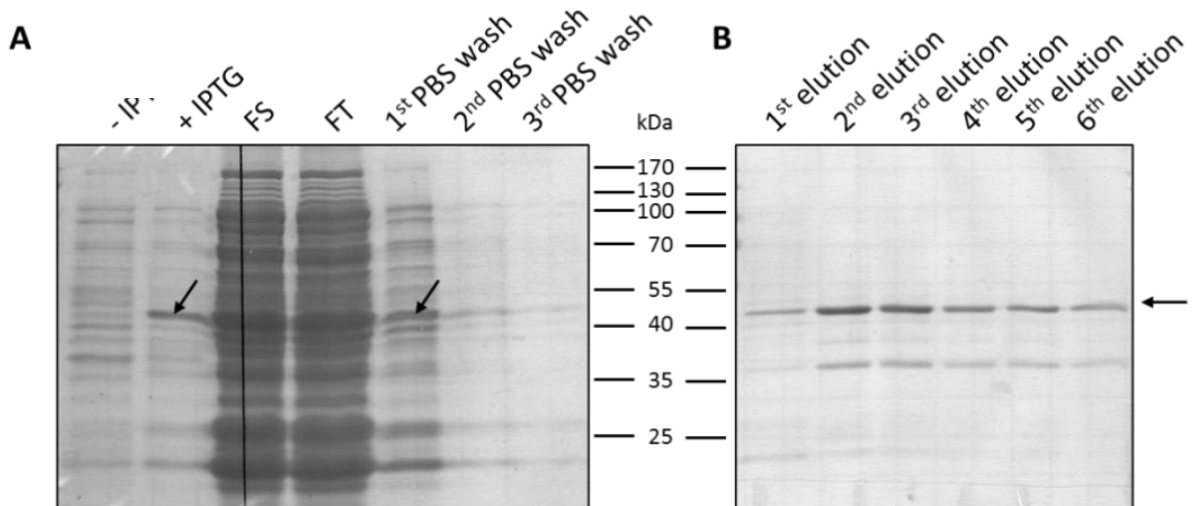 A
+ IPTG
FS
FT
1st PBS wash
2nd PBS wash
3rd PBS wash
kDa
170
130
100
70
55
40
35
25
B
1st elution
2nd elution
3rd elution
4th elution
5th elution
6th elution